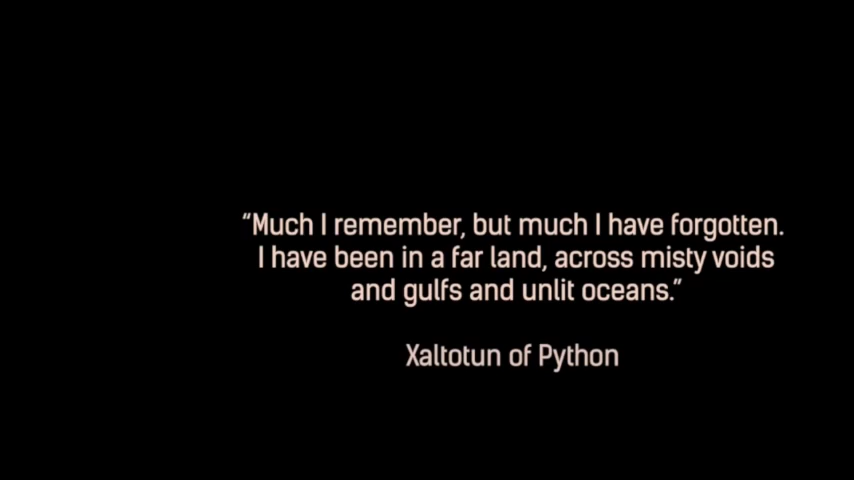 “Much I remember, but much I have forgotten.
I have been in a far land, across misty voids
and gulfs and unlit oceans.”
Xaltotun of Python